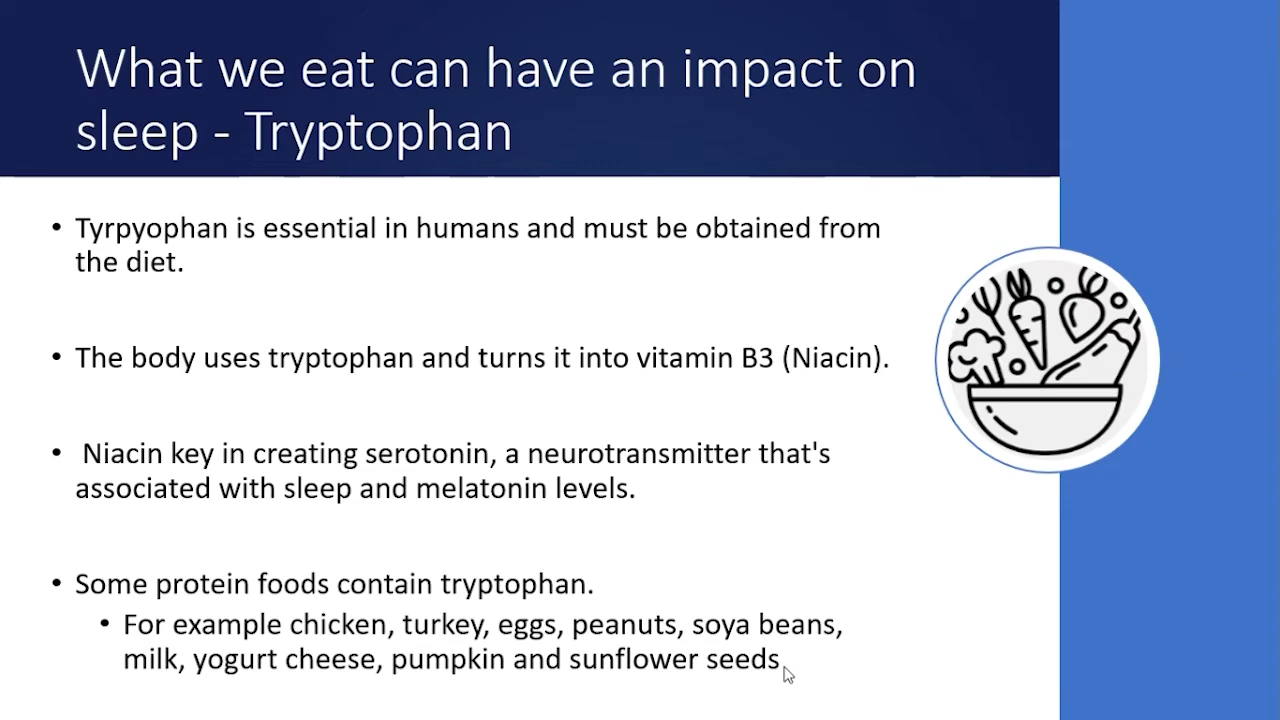 What we eat can have an impact on
sleep - Tryptophan
• Tyrpyophan is essential in humans and must be obtained from
the diet.
• The body uses tryptophan and turns it into vitamin B3 (Niacin).
• Niacin key in creating serotonin, a neurotransmitter that's
associated with sleep and melatonin levels.
• Some protein foods contain tryptophan.
• For example chicken, turkey, eggs, peanuts, soya beans,
milk, yogurt cheese, pumpkin and sunflower seeds